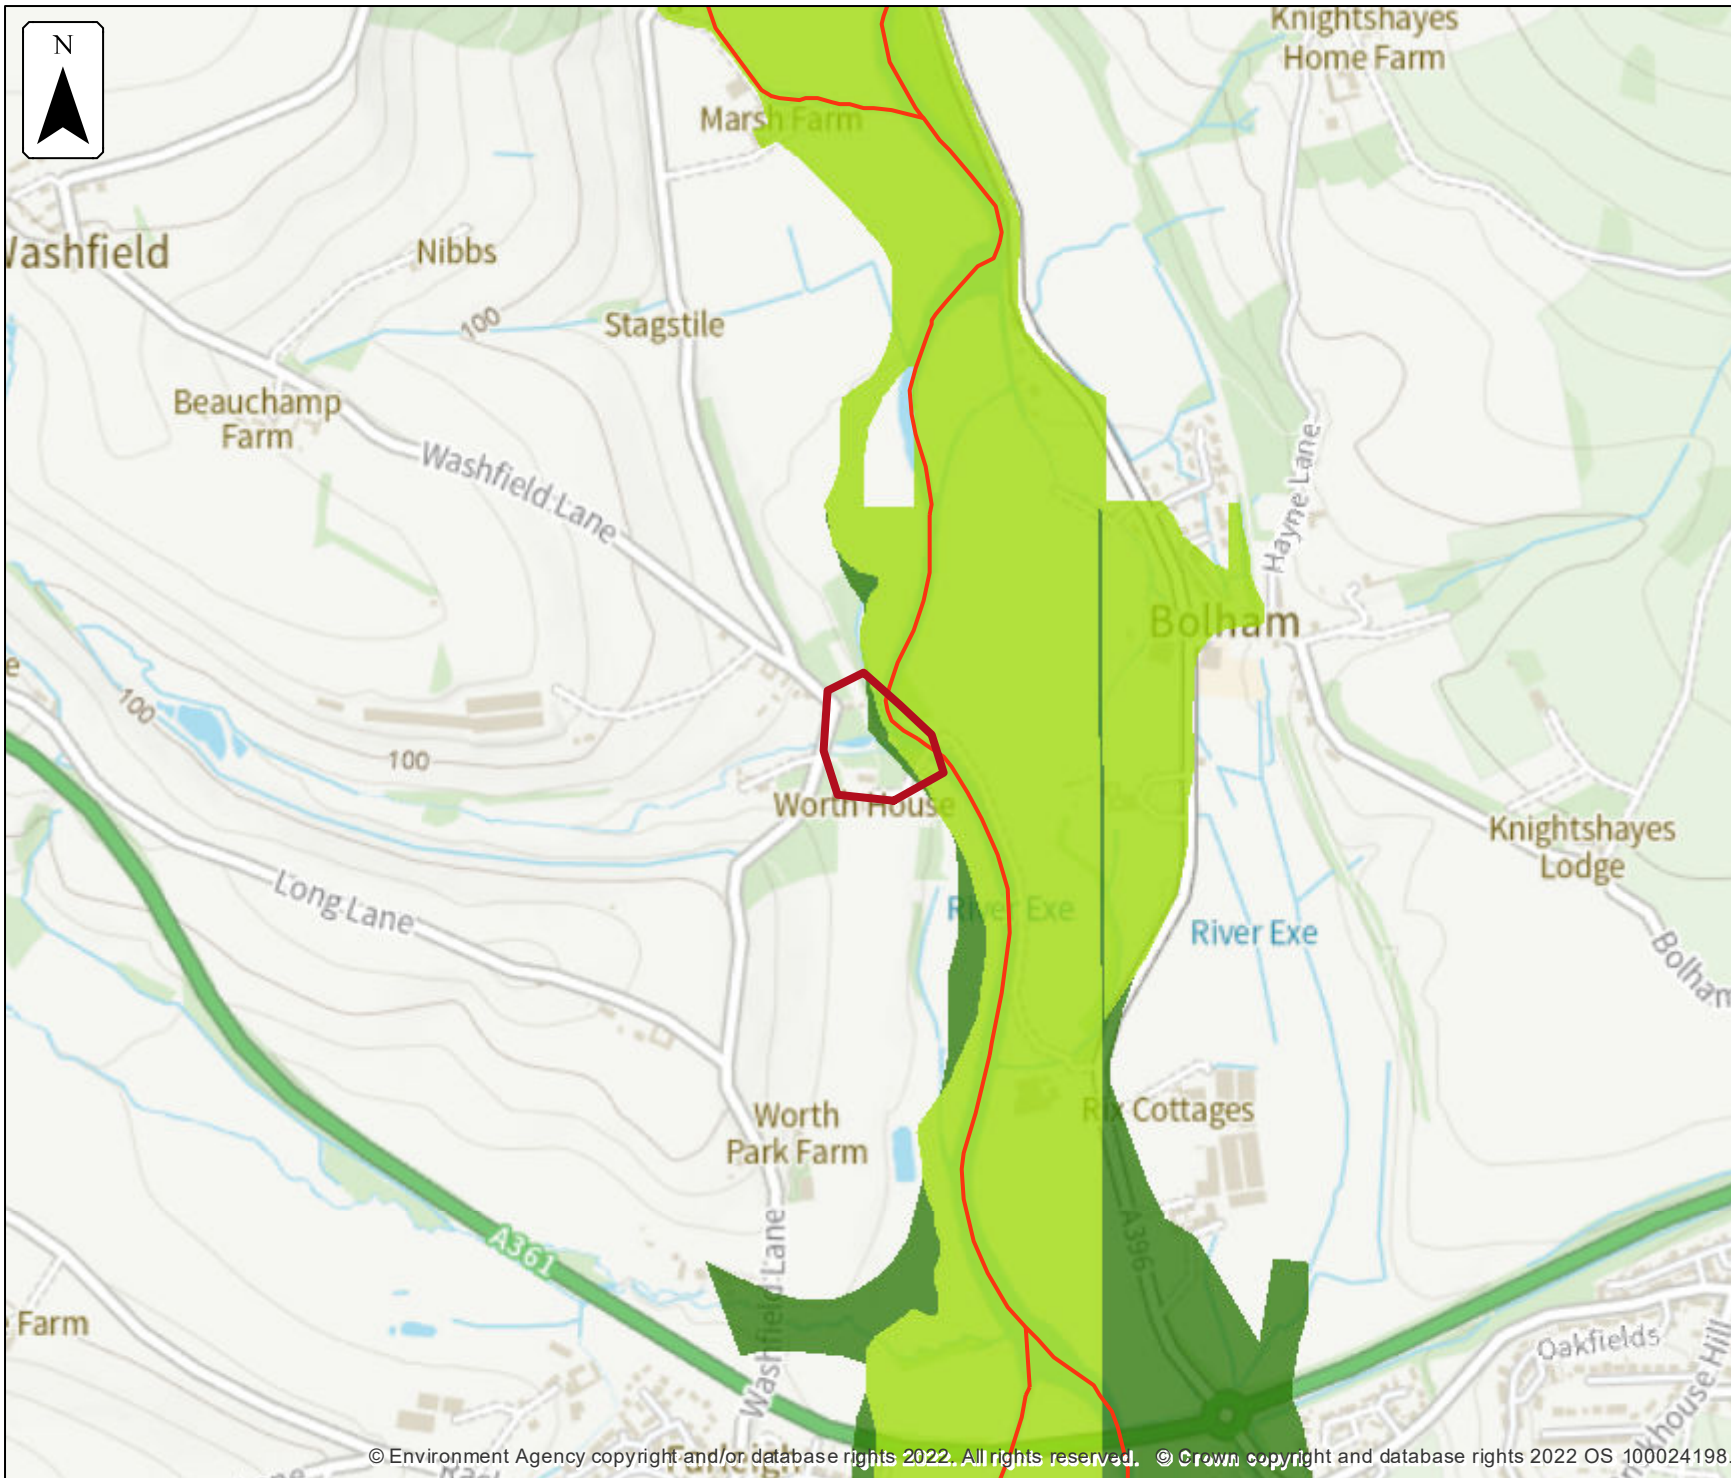 Knightshayes
Home Farm
N
Marsh Farm
Washfield
Nibbs
100
Stagstile
Beauchamp
Farm
Washfield Lane
Hayne Lane
Bolham
e
100
100
Worth House
Knightshayes
Lodge
Long Lane
River Exe
River Exe
Bolham
Worth
Park Farm
Rix Cottages
A361
Washfield Lane
A396
Farm
Oakfields
khouse Hill
© Environment Agency copyright and/or database rights 2022. All rights reserved. © Crown copyright and database rights 2022 OS 100024198